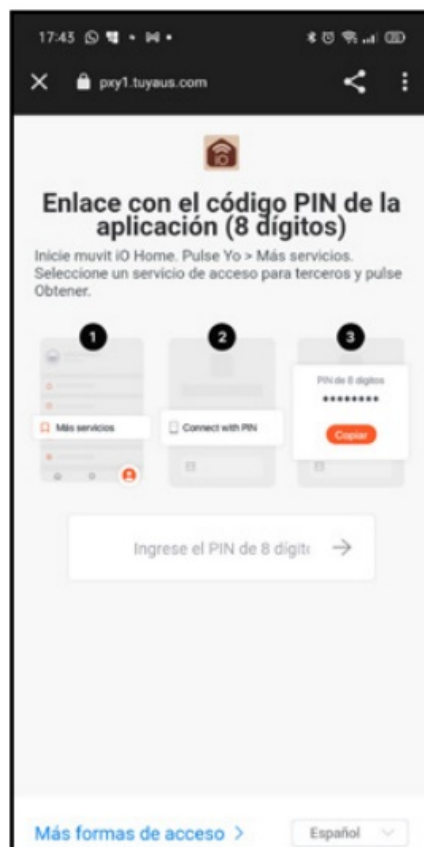 17:43
pxy1.tuyaus.com
iO
Enlace con el código PIN de la
aplicación (8 dígitos)
Inicie muvit iO Home. Pulse Yo > Más servicios.
Seleccione un servicio de acceso para terceros y pulse
Obtener.
1 2 3
Más servicios
Connect with PIN
PIN de 8 dígitos
********
Copiar
Ingrese el PIN de 8 dígit
Más formas de acceso >
Español